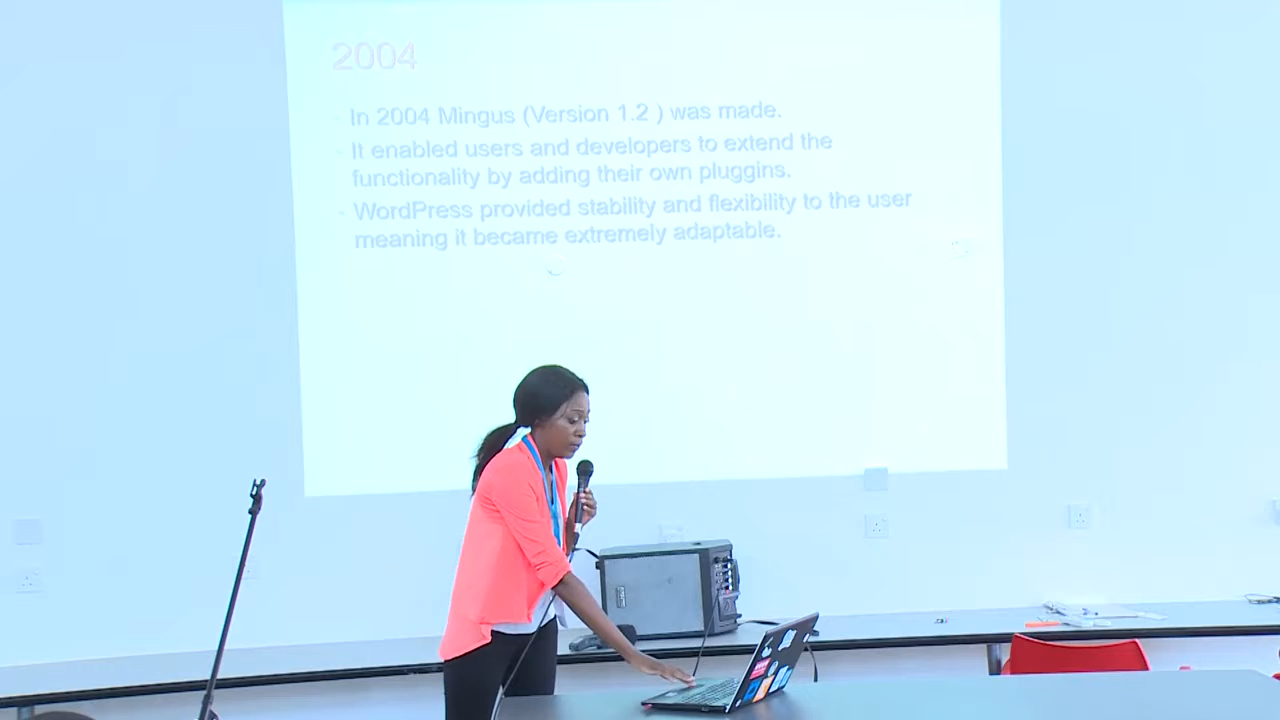 2004
In 2004 Mingus (Version 1.2 ) was made.
It enabled users and developers to extend the
functionality by adding their own pluggins.
WordPress provided stability and flexibility to the user
meaning it became extremely adaptable.